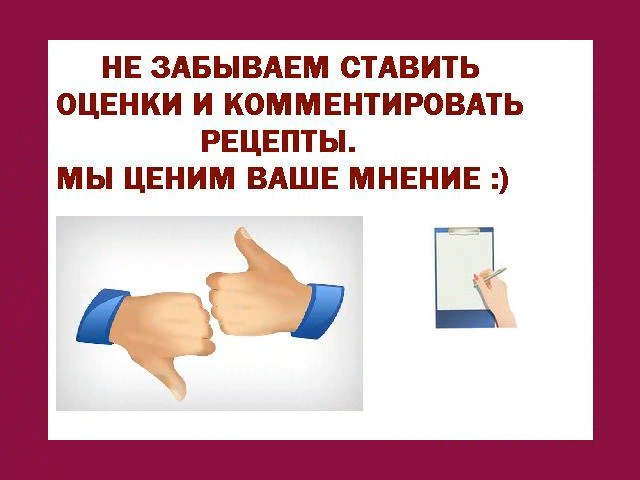 НЕ ЗАБЫВАЕМ СТАВИТЬ
ОЦЕНКИ И КОММЕНТИРОВАТЬ
РЕЦЕПТЫ.
МЫ ЦЕНИМ ВАШЕ МНЕНИЕ :)